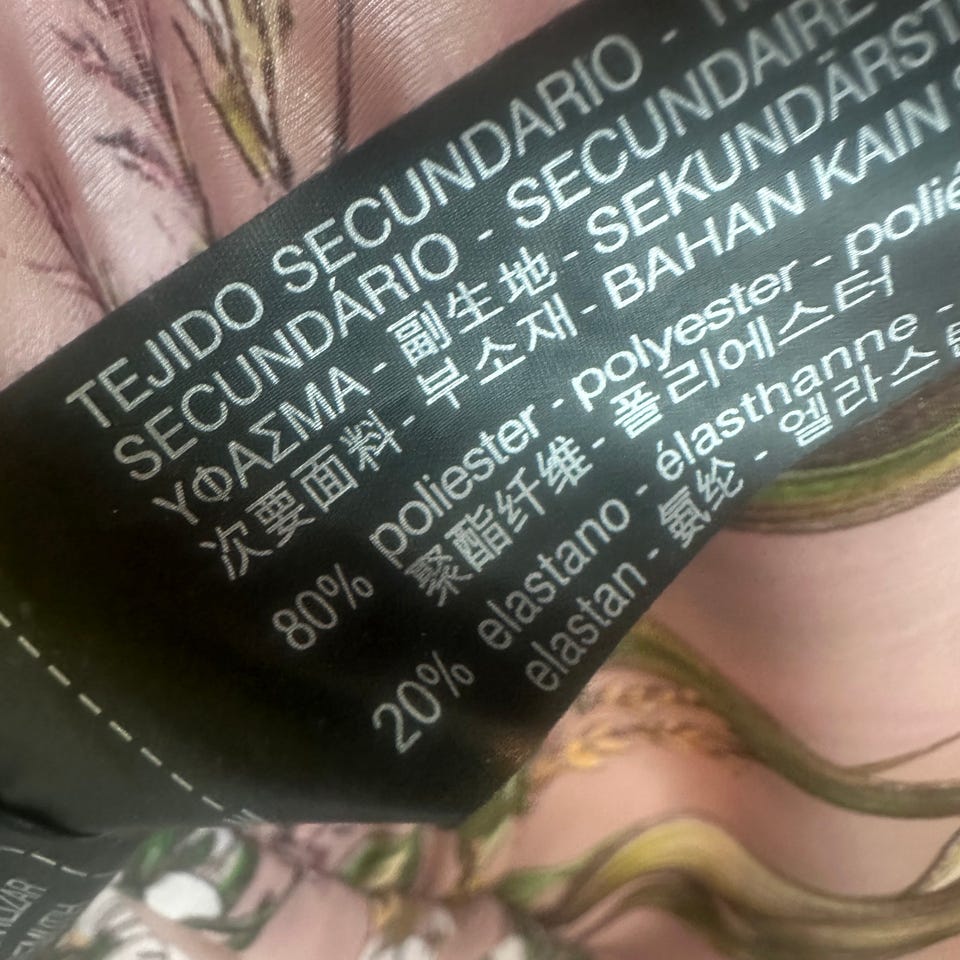 TEJIDO SECUNDARIO -
SECUNDÁRIO - SECUNDAIRE
ΥΦΑΣΜΑ - 副生地 - SEKUNDÄRST
次要面料 - 부소재 - BAHAN KAIN
80% poliester - polyester - polié
聚酯纤维 - 폴리에스터
20% elastano - élasthanne -
elastan - 氨纶 - 엘라스